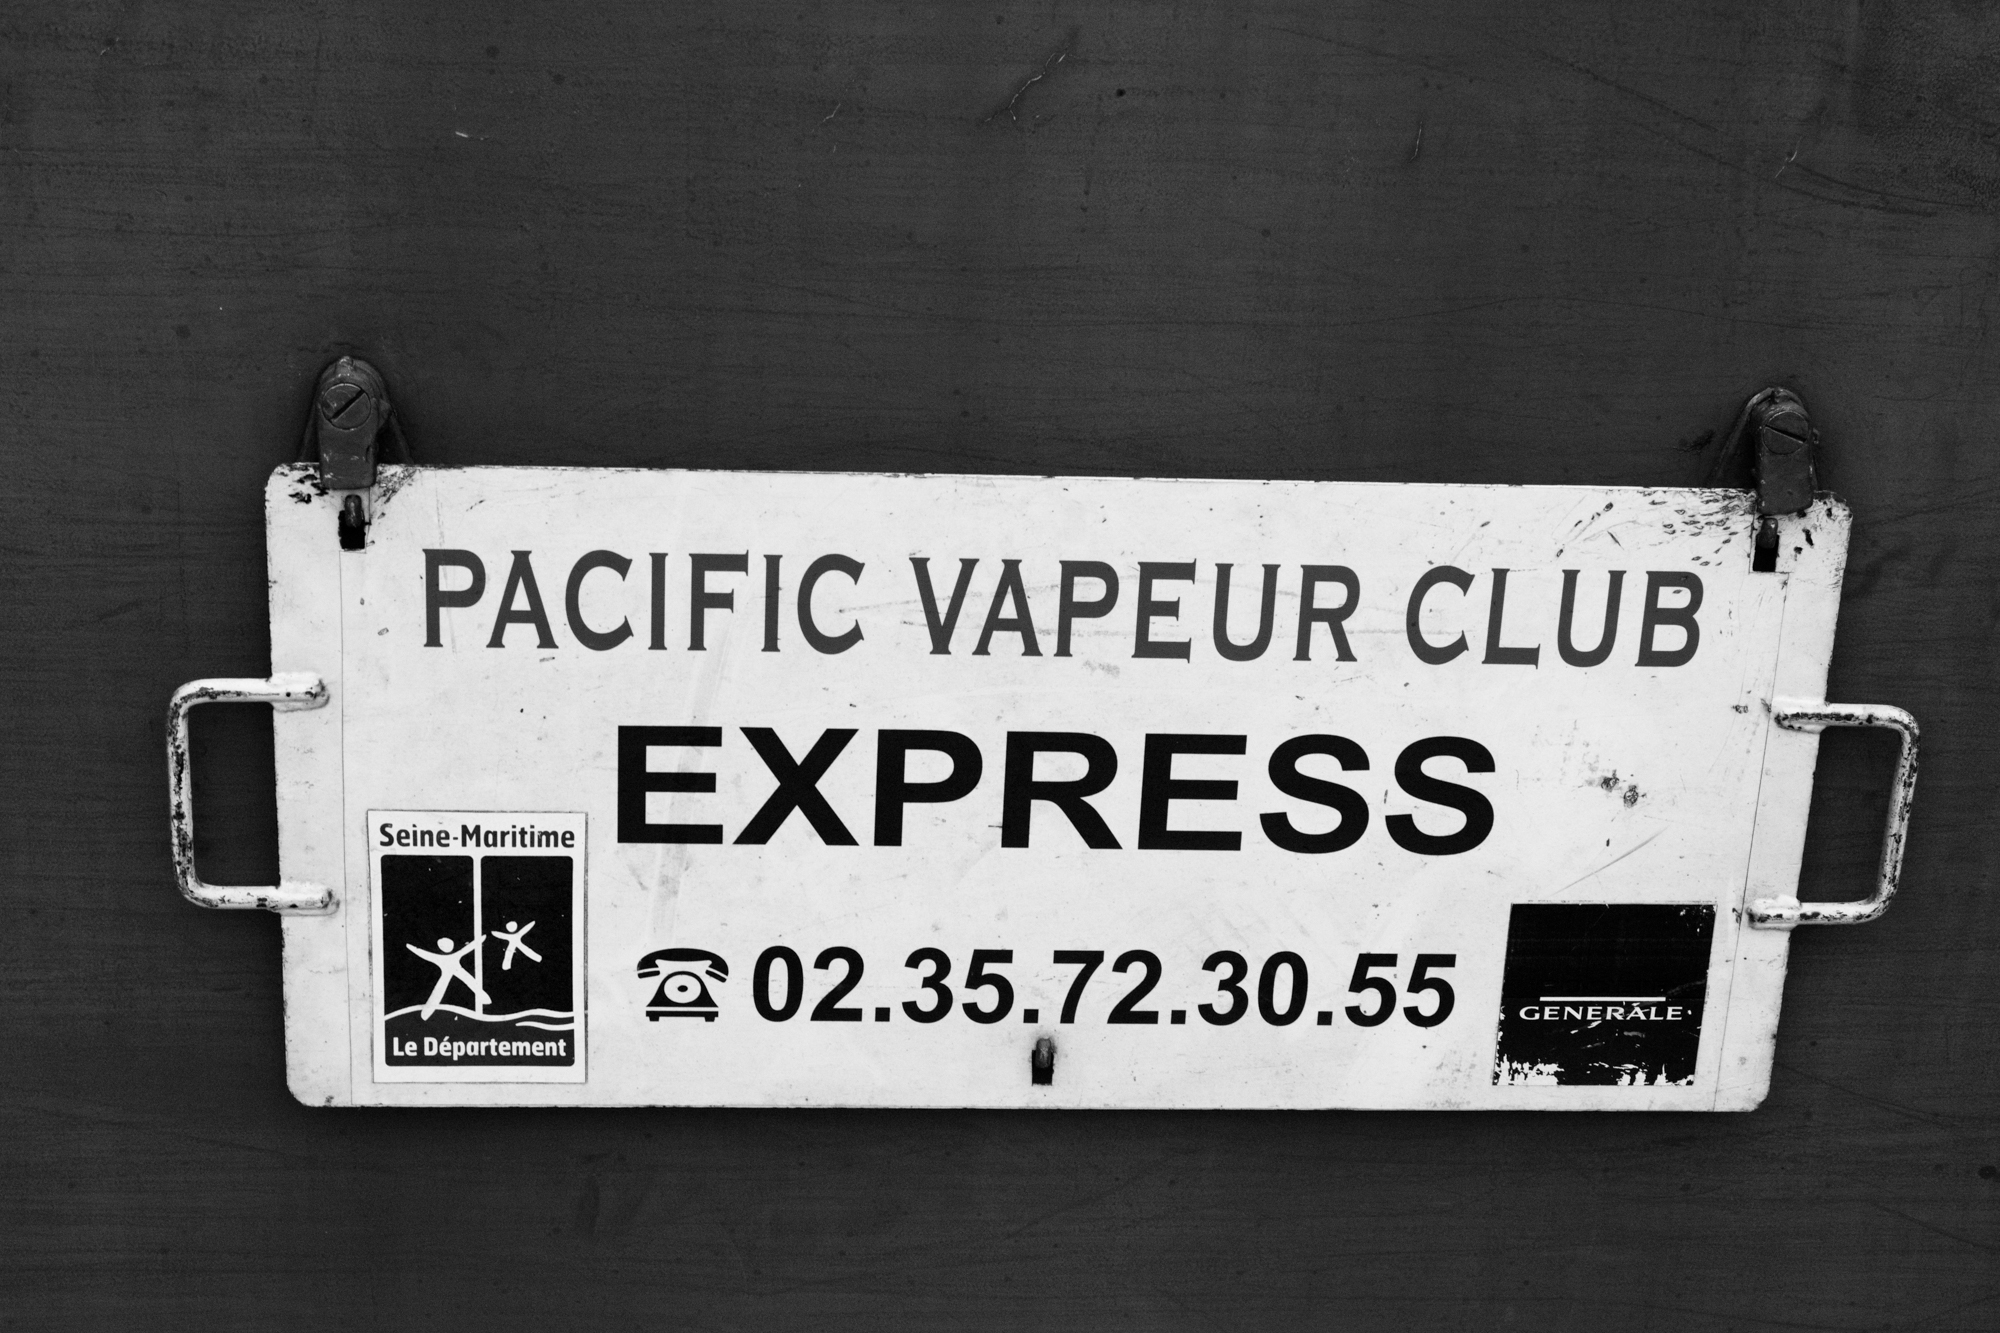 PACIFIC VAPEUR CLUB
EXPRESS
Seine-Maritime
Le Département
02.35.72.30.55
GENERALE